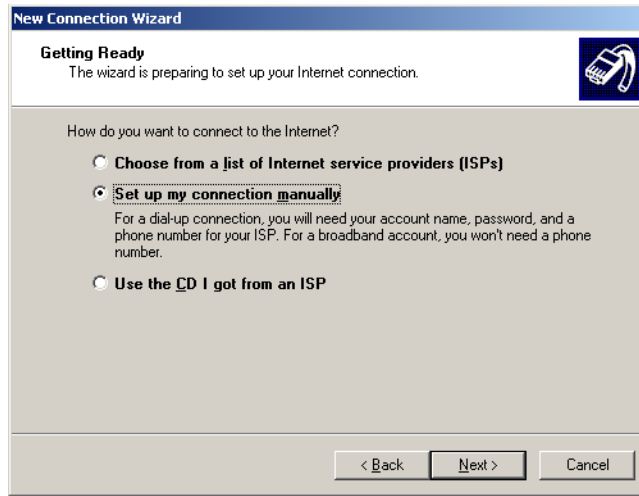 New Connection Wizard
Getting Ready
The wizard is preparing to set up your Internet connection.
How do you want to connect to the Internet?
Choose from a list of Internet service providers (ISPs)
Set up my connection manually
For a dial-up connection, you will need your account name, password, and a
phone number for your ISP. For a broadband account, you won't need a phone
number.
Use the CD I got from an ISP
< Back
Next >
Cancel